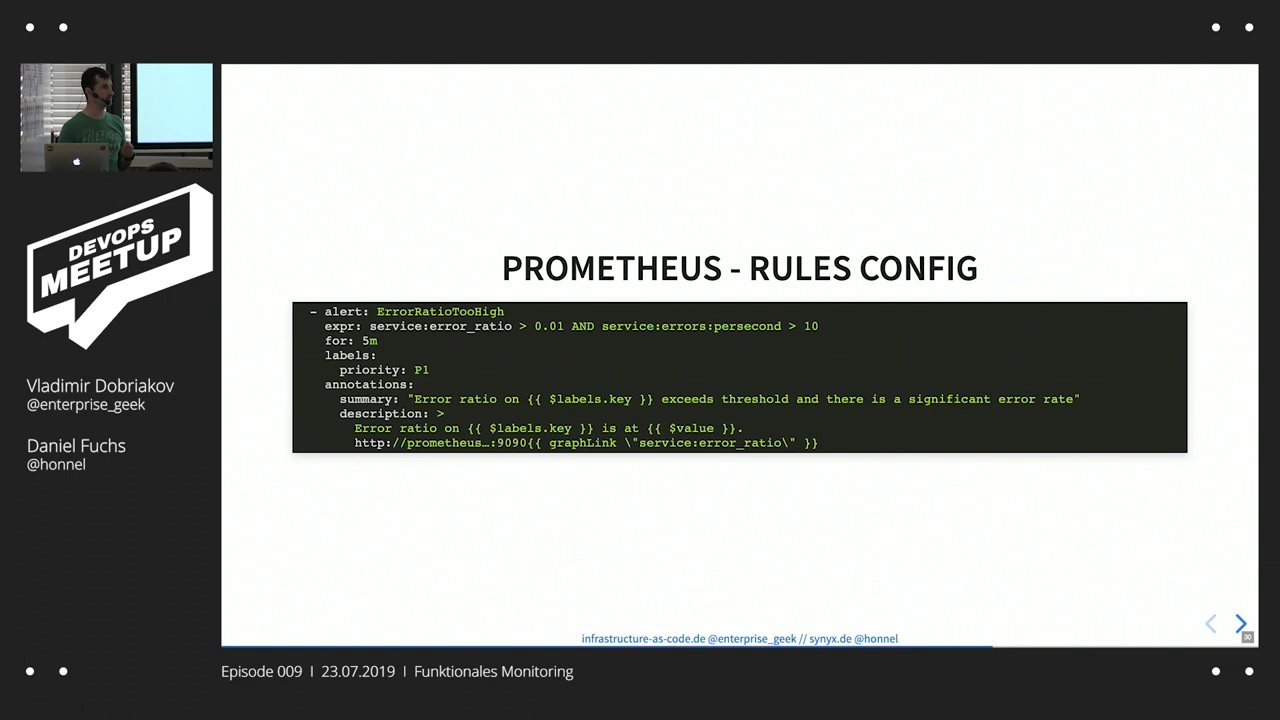 DEVOPS
MEETUP
Vladimir Dobriakov
@enterprise_geek
Daniel Fuchs
@honnel
PROMETHEUS - RULES CONFIG
- alert: ErrorRatioTooHigh
expr: service:error_ratio > 0.01 AND service:errors:persecond > 10
for: 5m
labels:
priority: P1
annotations:
summary: "Error ratio on {{ $labels.key }} exceeds threshold and there is a significant error rate"
description: >
Error ratio on {{ $labels.key }} is at {{ $value }}.
http://prometheus…:9090{{ graphLink \"service:error_ratio\" }}
infrastructure-as-code.de @enterprise_geek // synyx.de @honnel
30
Episode 009 I 23.07.2019 I Funktionales Monitoring